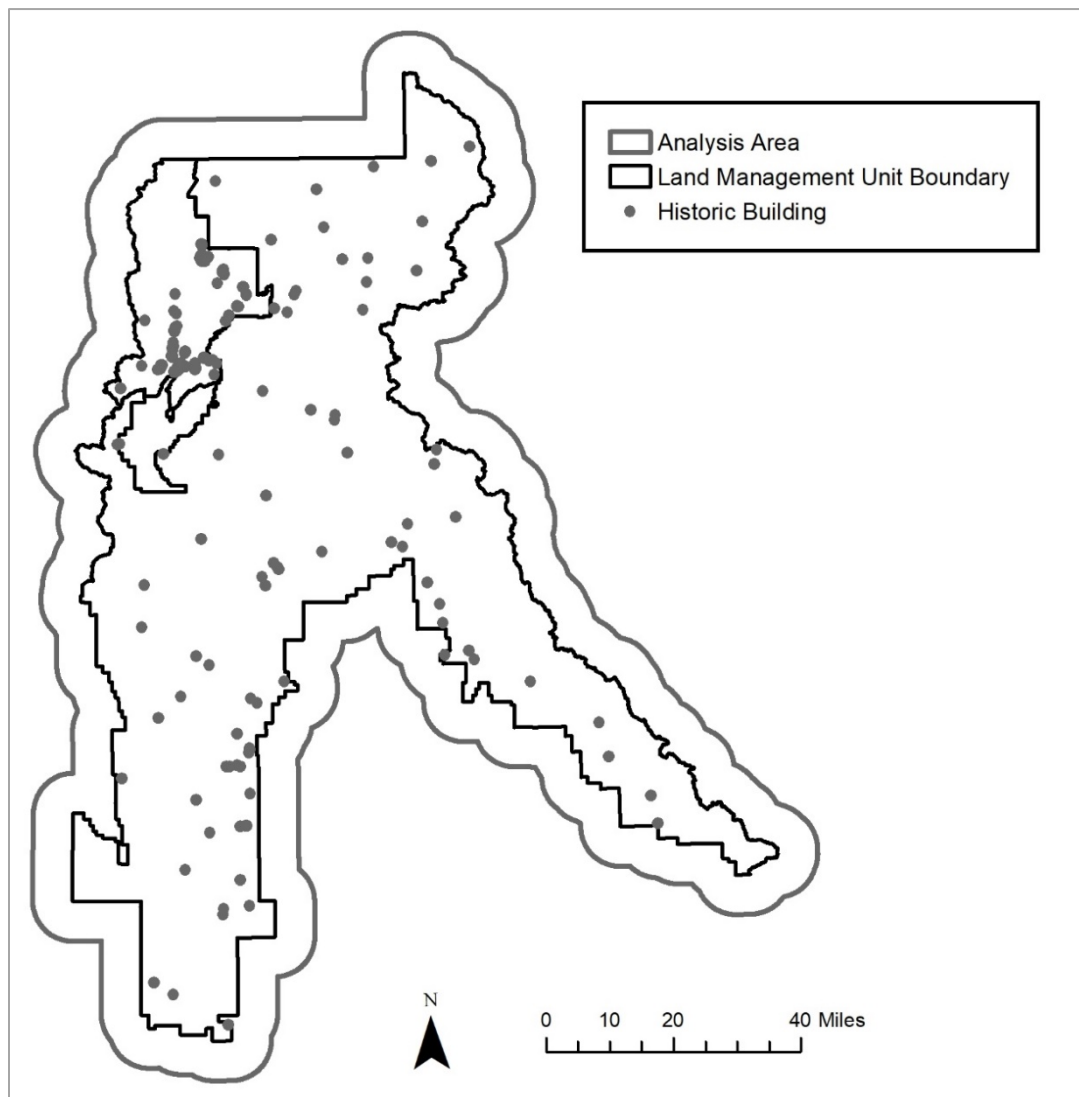 Analysis Area
Land Management Unit Boundary
Historic Building
N
0 10 20 40 Miles